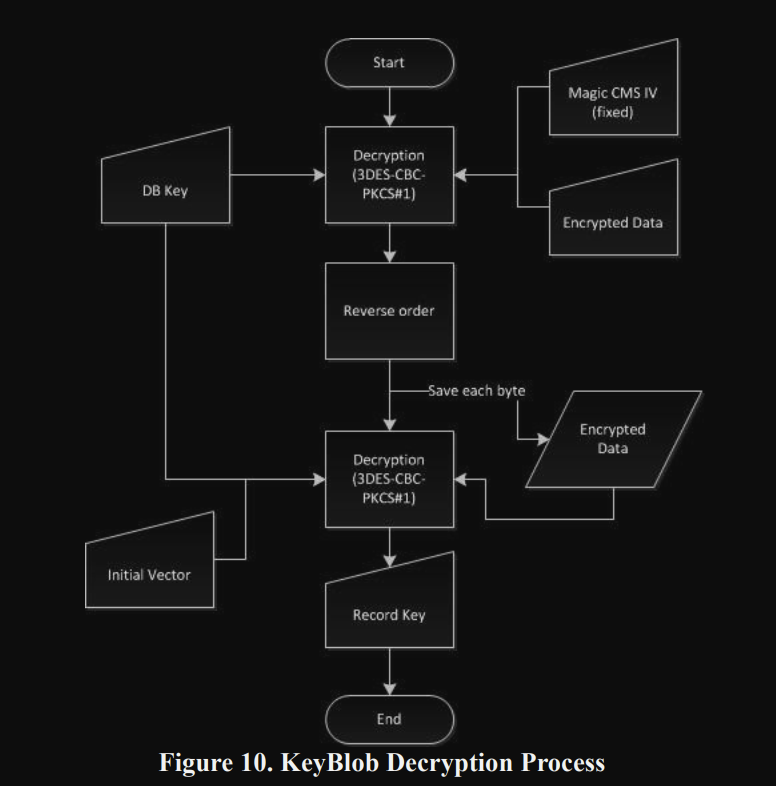 Start
Magic CMS IV
(fixed)
Decryption
(3DES-CBC-
PKCS#1)
DB Key
Encrypted Data
Reverse order
Save each byte
Encrypted
Data
Decryption
(3DES-CBC-
PKCS#1)
Initial Vector
Record Key
End
Figure 10. KeyBlob Decryption Process